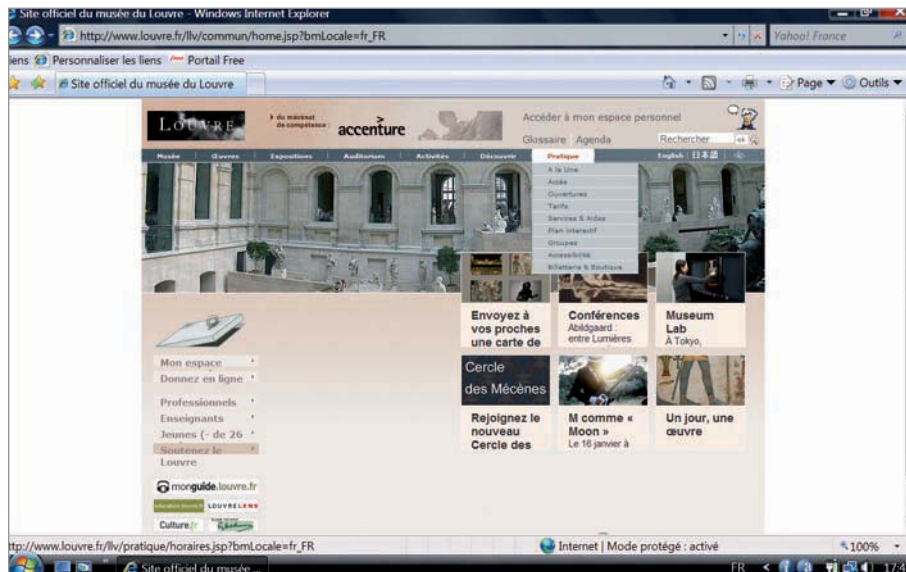 Site officiel du musée du Louvre - Windows Internet Explorer
http://www.louvre.fr/llv/commun/home.jsp?bmLocale=fr_FR
Yahoo! France
iens Personnaliser les liens Portail Free
Site officiel du musée du Louvre
Page Outils
LOUVRE
du mécénat
de compétence :
accenture
Accéder à mon espace personnel
Glossaire Agenda
Rechercher ok
Musée Œuvres Expositions Auditorium Activités Découvrir Pratique English 日本語
A la Une
Accès
Ouvertures
Tarifs
Services & Aides
Plan interactif
Groupes
Accessibilité
Billetterie & Boutique
Envoyez à
vos proches
une carte de
Conférences
Abildgaard :
entre Lumières
Museum
Lab
À Tokyo,
Mon espace
Donnez en ligne
Professionnels
Enseignants
Jeunes (- de 26
Soutenez le
Louvre
Cercle
des Mécènes
Rejoignez le
nouveau
Cercle des
M comme «
Moon »
Le 16 janvier à
Un jour, une
œuvre
monguide.louvre.fr
LOUVRELENS
Culture.fr
ttp://www.louvre.fr/llv/pratique/horaires.jsp?bmLocale=fr_FR
Internet | Mode protégé : activé
100%
Site officiel du musée ...
FR
17:4